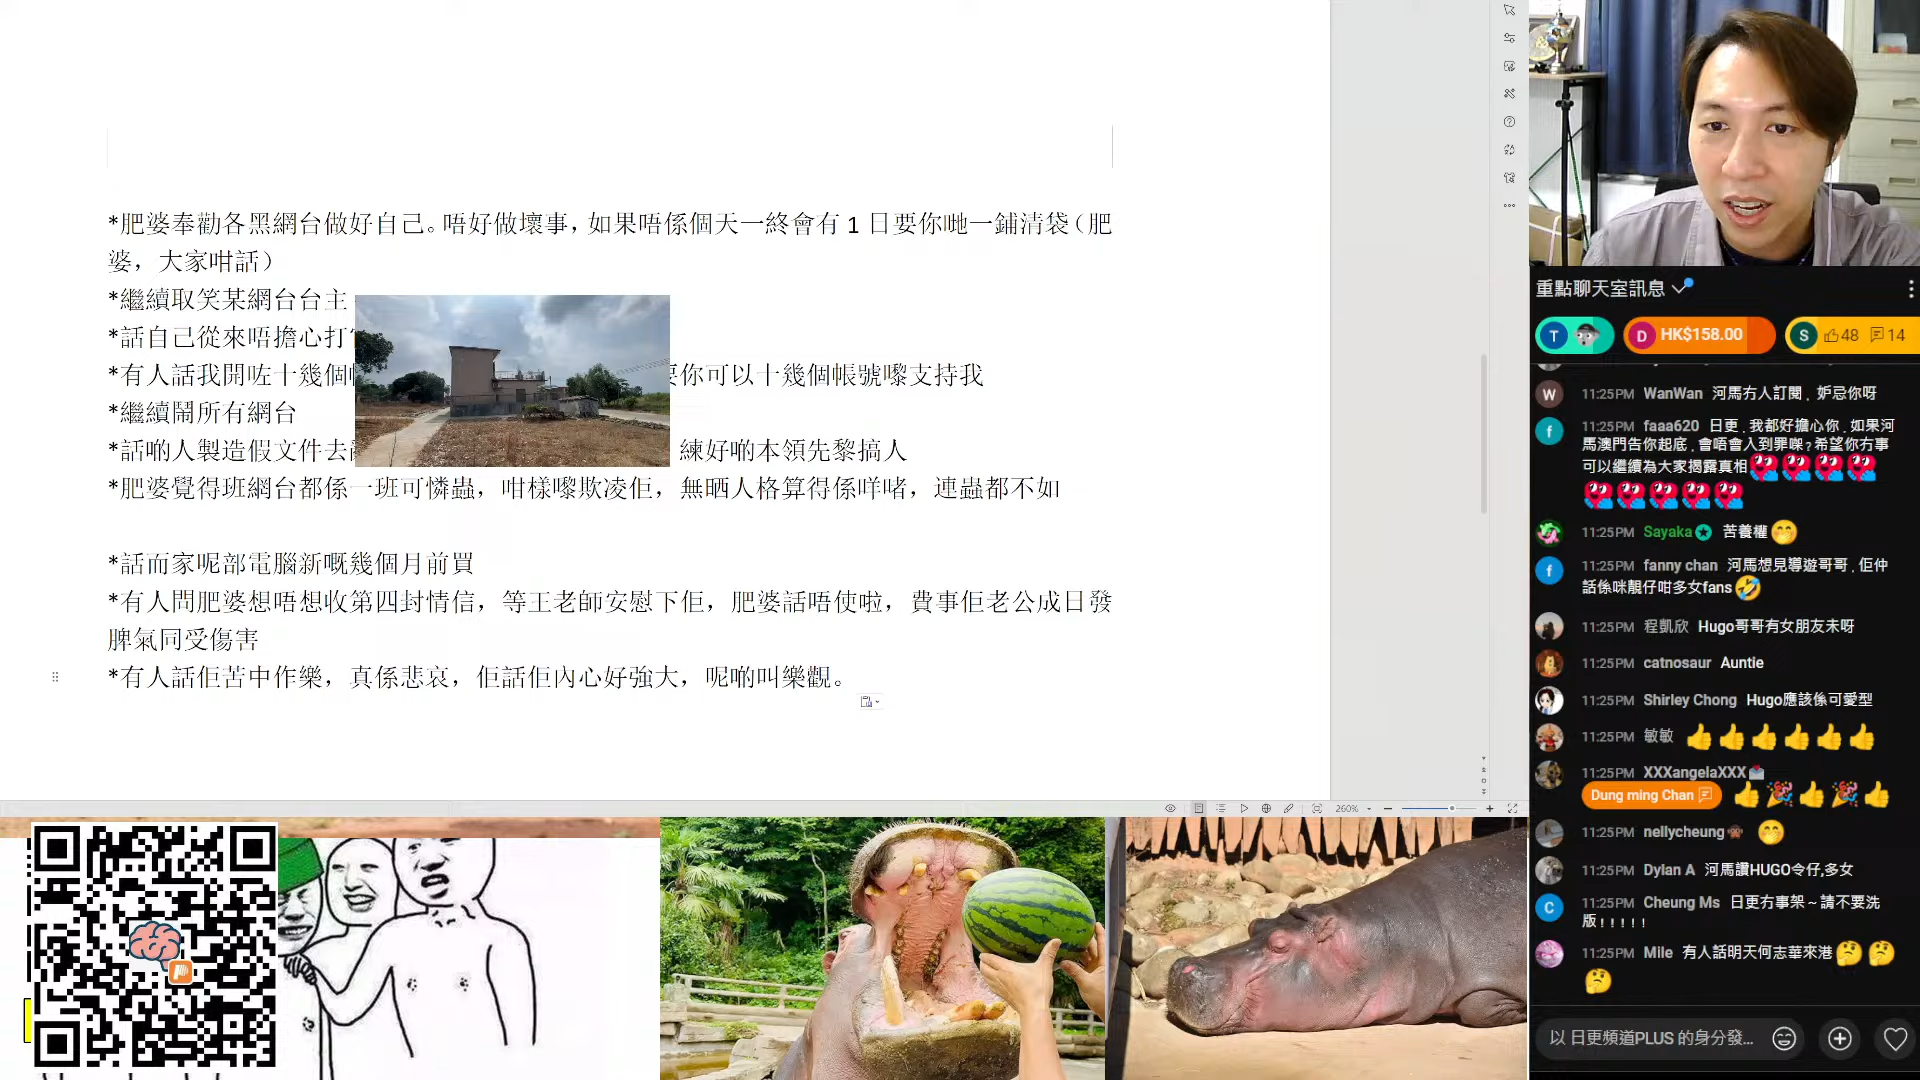 *肥婆奉勸各黑網台做好自己。唔好做壞事，如果唔係個天一終會有 1 日要你哋一鋪清袋（肥
婆，大家咁話）
*繼續取笑某網台台主
*話自己從來唔擔心打
*有人話我開咗十幾個
你可以十幾個帳號嚟支持我
*繼續鬧所有網台
*話啲人製造假文件去
練好啲本領先黎搞人
*肥婆覺得班網台都係一班可憐蟲，咁樣嚟欺凌佢，無晒人格算得係咩啫，連蟲都不如
*話而家呢部電腦新嘅幾個月前買
*有人問肥婆想唔想收第四封情信，等王老師安慰下佢，肥婆話唔使啦，費事佢老公成日發
脾氣同受傷害
*有人話佢苦中作樂，真係悲哀，佢話佢內心好強大，呢啲叫樂觀。
260%
重點聊天室訊息
T
D HK$158.00
S 48 14
W 11:25PM WanWan 河馬冇人訂閱﹐妒忌你呀
f 11:25PM faaa620 日更﹐我都好擔心你﹐如果河
馬澳門告你起底﹐會唔會入到罪㗎?希望你冇事
可以繼續為大家揭露真相
11:25PM Sayaka 苦養權
f 11:25PM fanny chan 河馬想見導遊哥哥﹐佢仲
話係咪靚仔咁多女fans
11:25PM 程凱欣 Hugo哥哥有女朋友未呀
11:25PM catnosaur Auntie
11:25PM Shirley Chong Hugo應該係可愛型
11:25PM 敏敏
11:25PM XXXangelaXXX
Dung ming Chan
11:25PM nellycheung
11:25PM Dylan A 河馬讚HUGO令仔,多女
C 11:25PM Cheung Ms 日更冇事架～請不要洗
版！！！！！
11:25PM Mile 有人話明天何志華來港
以 日更頻道PLUS 的身分發...